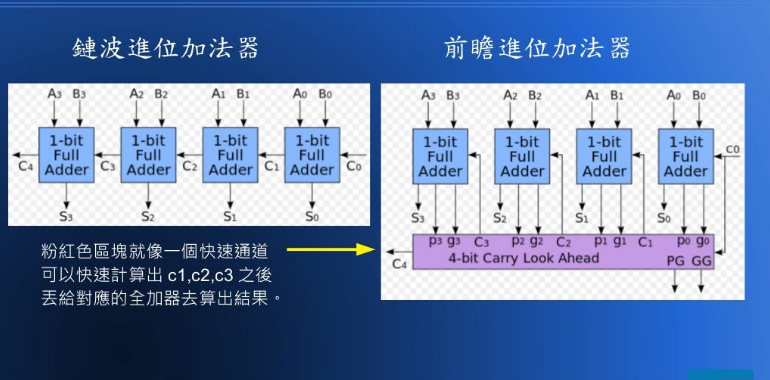 鏈波進位加法器
前瞻進位加法器
A3 B3 A2 B2 A1 B1 A0 B0
1-bit Full Adder 1-bit Full Adder 1-bit Full Adder 1-bit Full Adder
C4 C3 C2 C1 C0
S3 S2 S1 S0
A3 B3 A2 B2 A1 B1 A0 B0
1-bit Full Adder 1-bit Full Adder 1-bit Full Adder 1-bit Full Adder
C0
S3 S2 S1 S0
p3 g3 C3 p2 g2 C2 p1 g1 C1 p0 g0
C4 4-bit Carry Look Ahead PG GG
粉紅色區塊就像一個快速通道
可以快速計算出 c1,c2,c3 之後
丟給對應的全加器去算出結果。